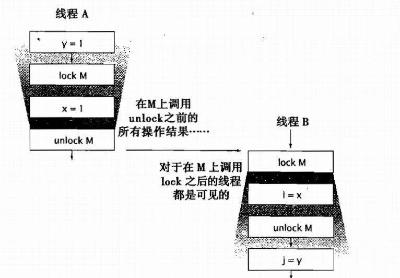 线程 A
y = 1
lock M
x = 1
unlock M
在M上调用
unlock之前的
所有操作结果……
线程 B
对于在 M 上调用
lock 之后的线程
都是可见的
lock M
i = x
unlock M
j = y